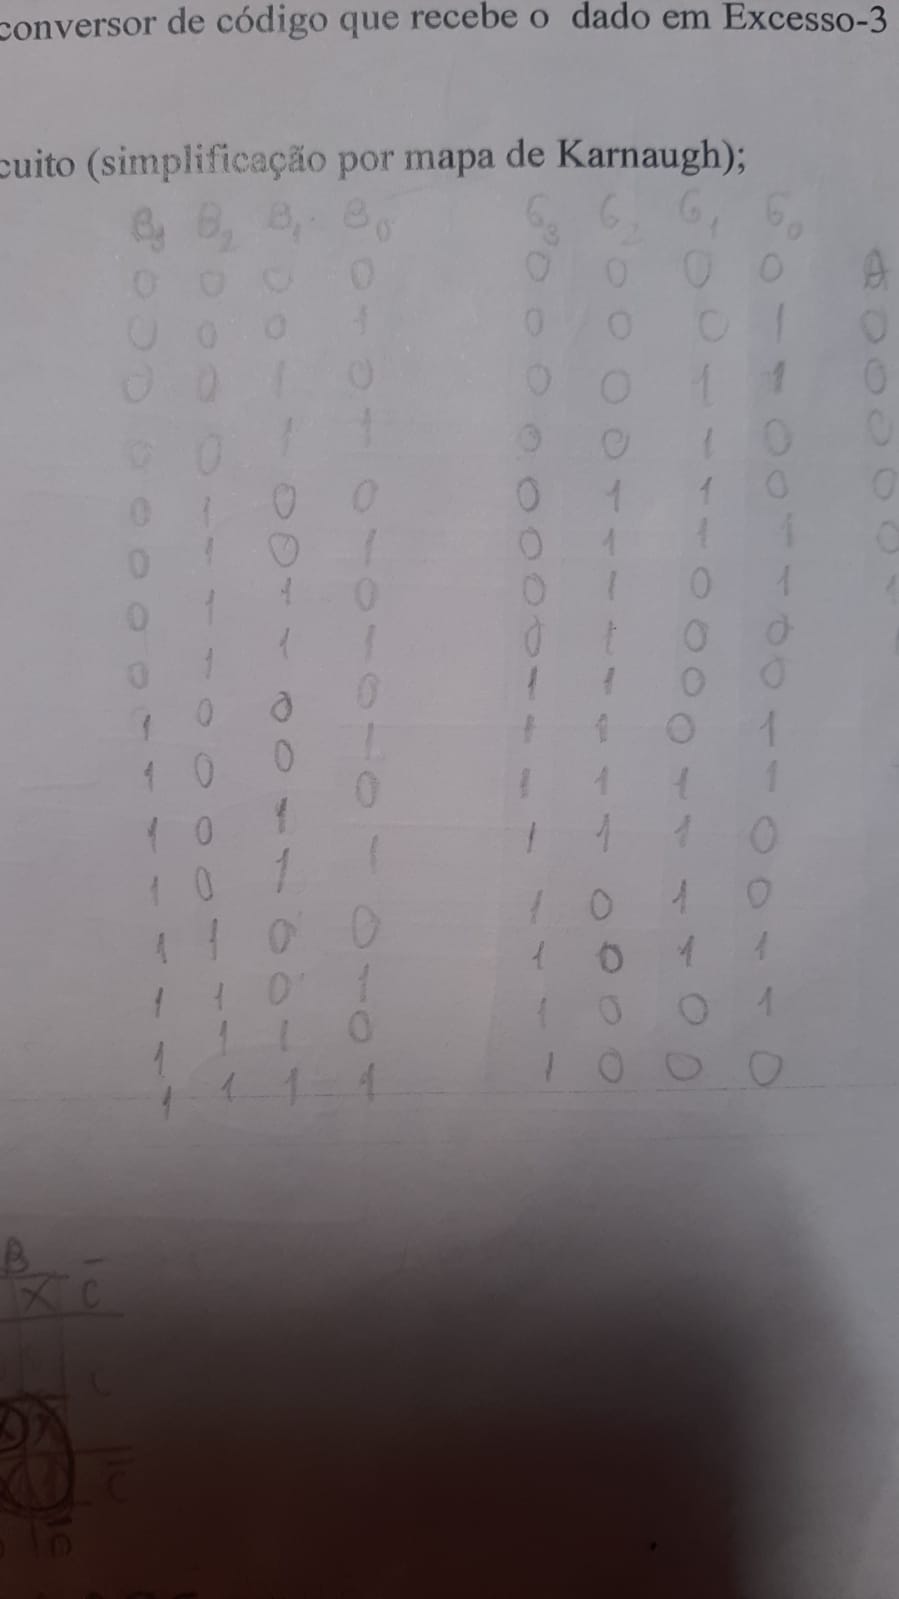 conversor de código que recebe o dado em Excesso-3
cuito (simplificação por mapa de Karnaugh);
B3 B2 B1 B0 G3 G2 G1 G0
0 0 0 0 0 0 0 0 A
0 0 0 1 0 0 0 1 0
0 0 1 0 0 0 1 1 0
0 0 1 1 0 0 1 0 0
0 1 0 0 0 1 1 0 0
0 1 0 1 0 1 1 1 0
0 1 1 0 0 1 0 1
0 1 1 1 0 1 0 0
1 0 0 0 1 1 0 0
1 0 0 1 1 1 0 1
1 0 1 0 1 1 1 1
1 0 1 1 1 1 1 0
1 1 0 0 1 0 1 0
1 1 0 1 1 0 1 1
1 1 1 0 1 0 0 1
1 1 1 1 1 0 0 0
B
X C̄
C
C̄
D̄